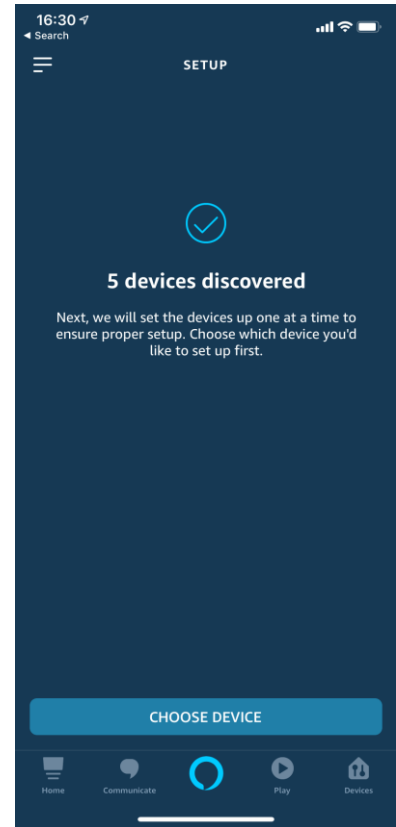 16:30
◀ Search
SETUP
5 devices discovered
Next, we will set the devices up one at a time to
ensure proper setup. Choose which device you'd
like to set up first.
CHOOSE DEVICE
Home Communicate Play Devices